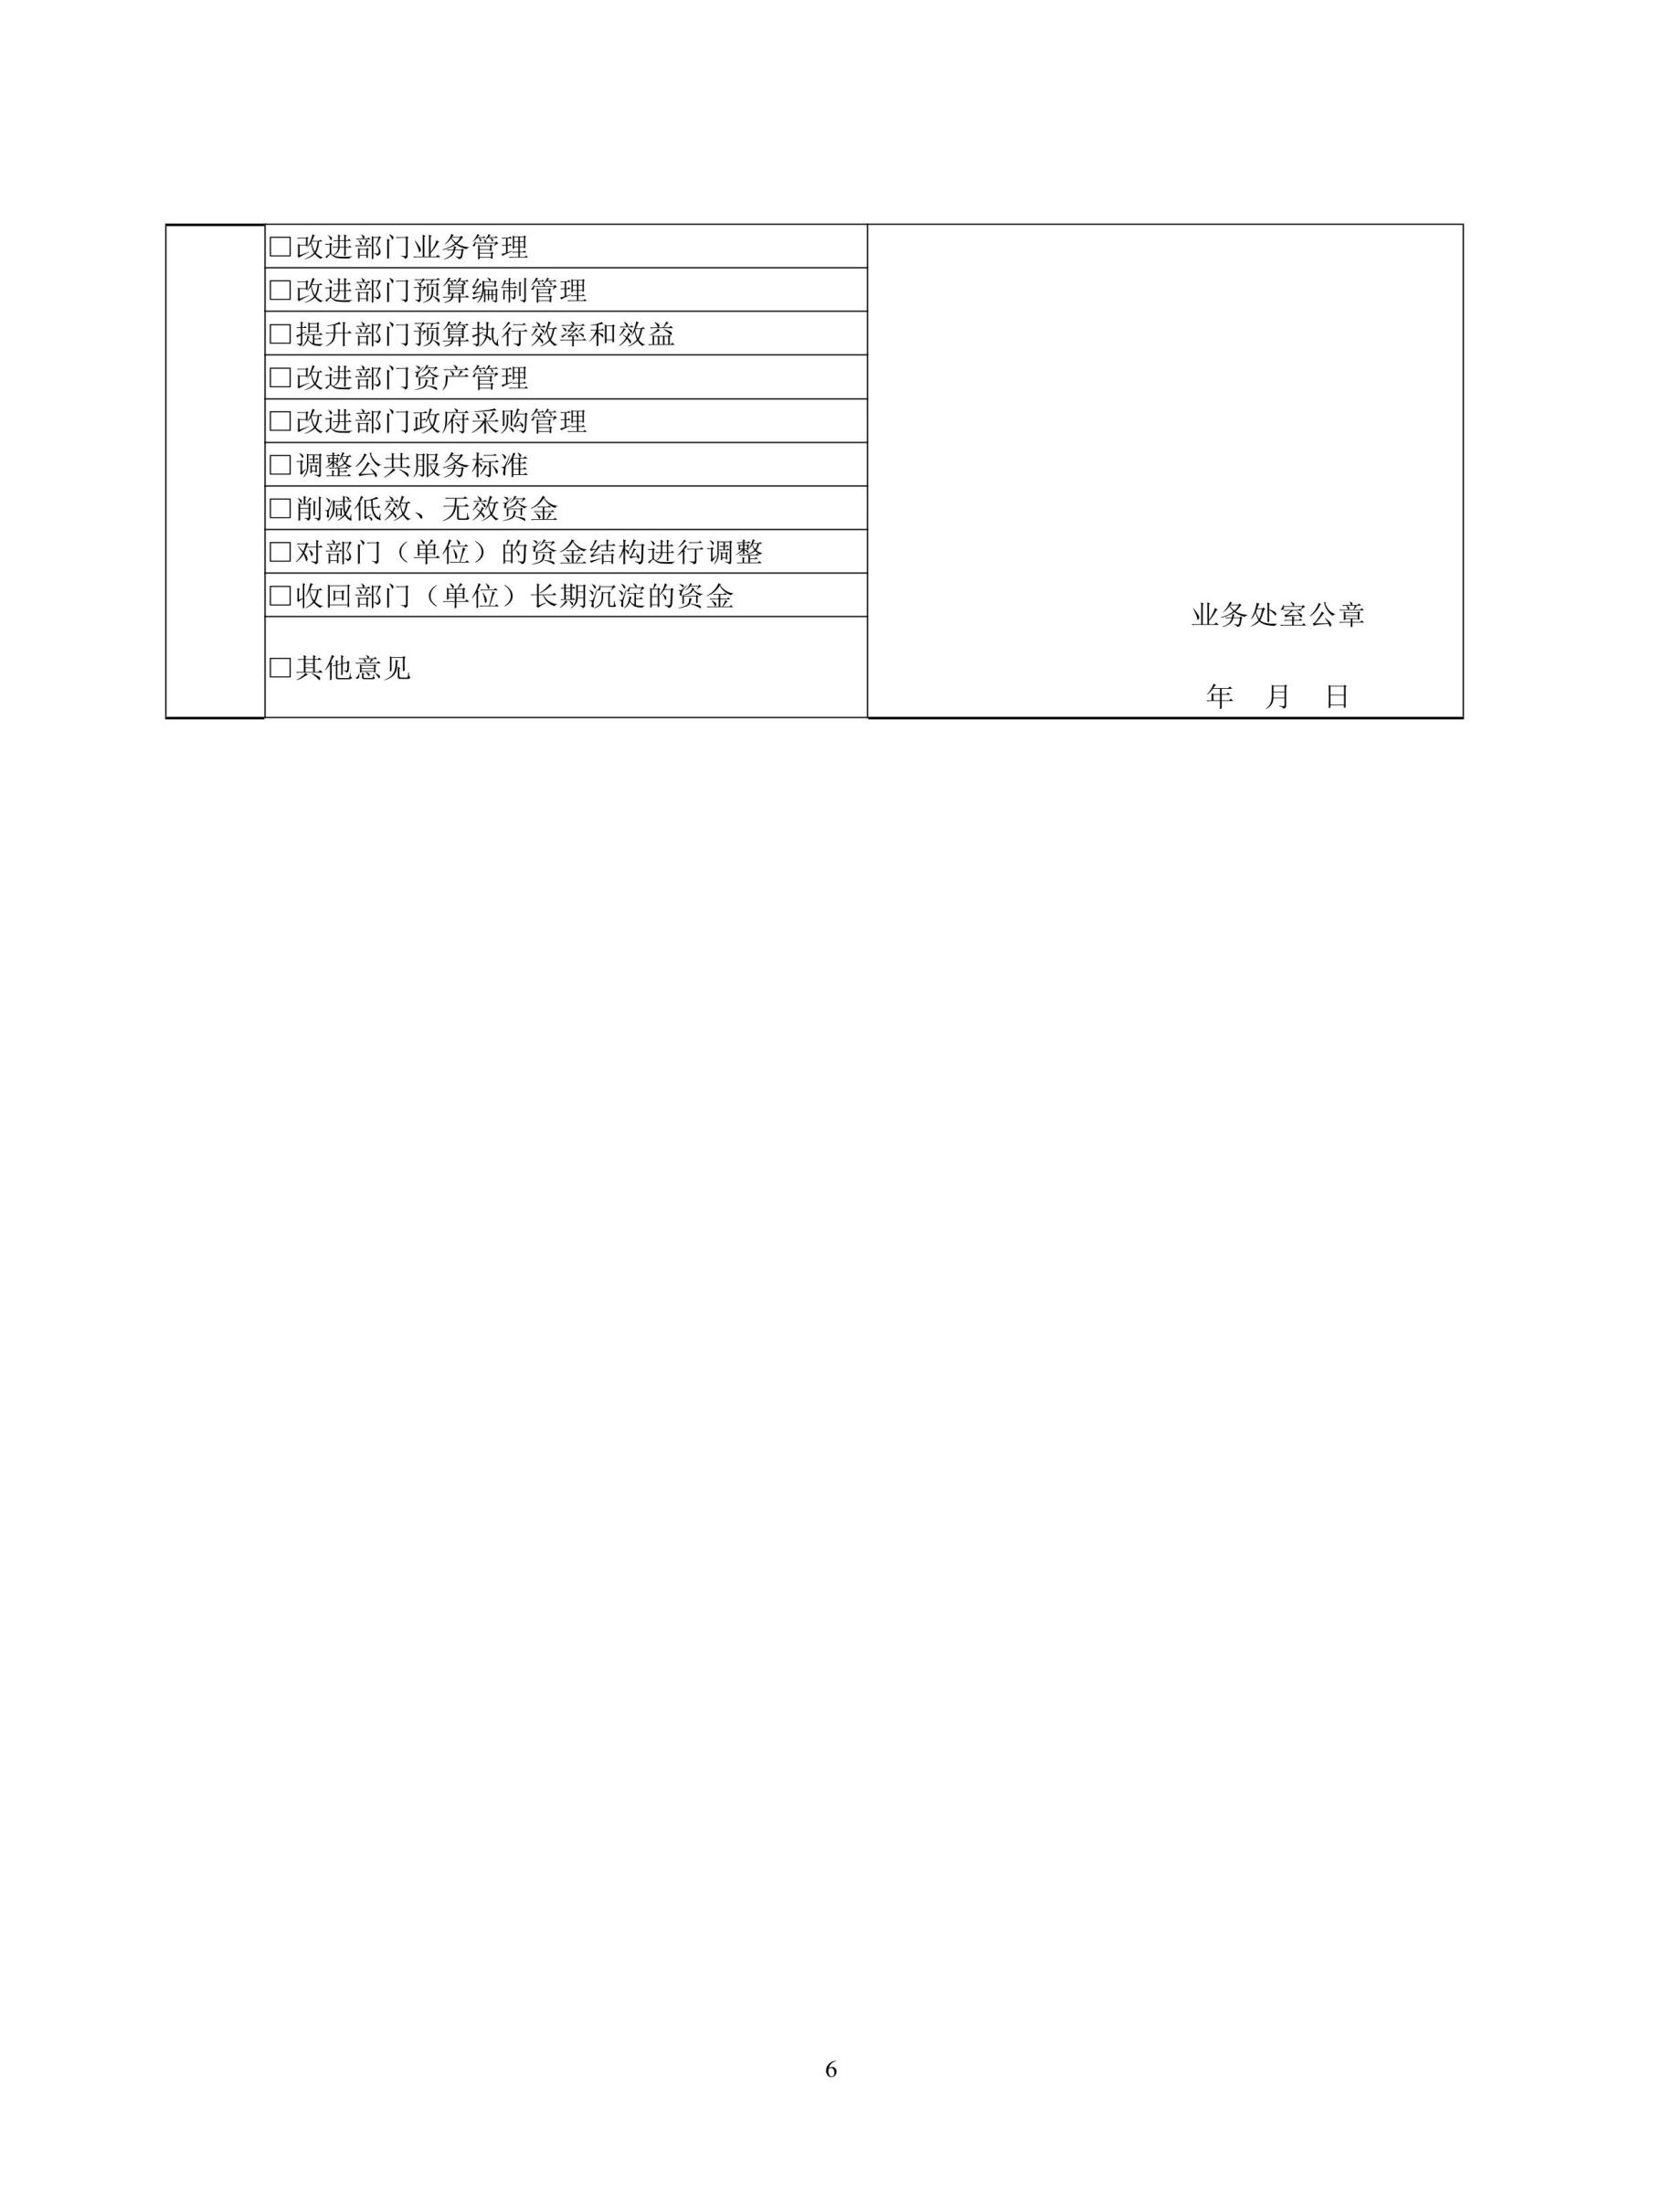 □改进部门业务管理
□改进部门预算编制管理
□提升部门预算执行效率和效益
□改进部门资产管理
□改进部门政府采购管理
□调整公共服务标准
□削减低效、无效资金
□对部门（单位）的资金结构进行调整
□收回部门（单位）长期沉淀的资金
□其他意见
业务处室公章
年 月 日
6